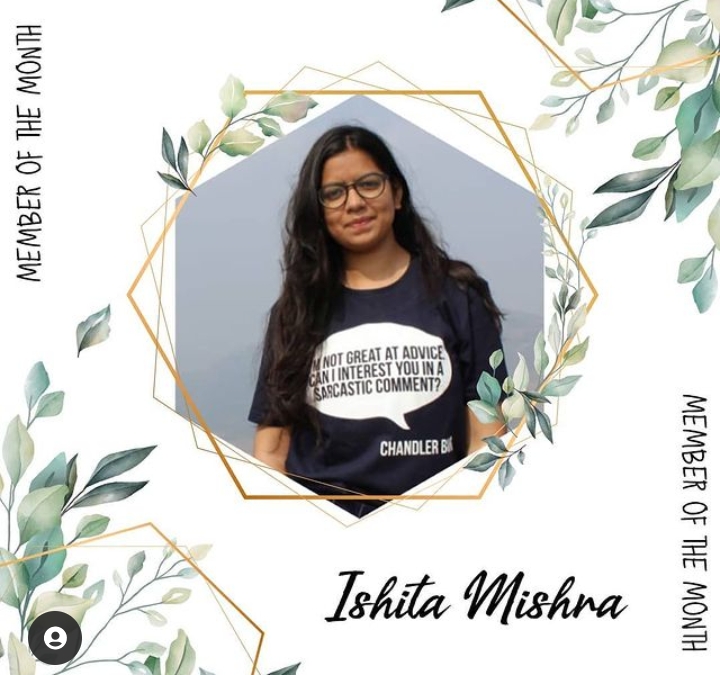 MEMBER OF THE MONTH
'M NOT GREAT AT ADVICE
CAN I INTEREST YOU IN A
SARCASTIC COMMENT?
CHANDLER
MEMBER OF THE MONTH
Ishita Mishra